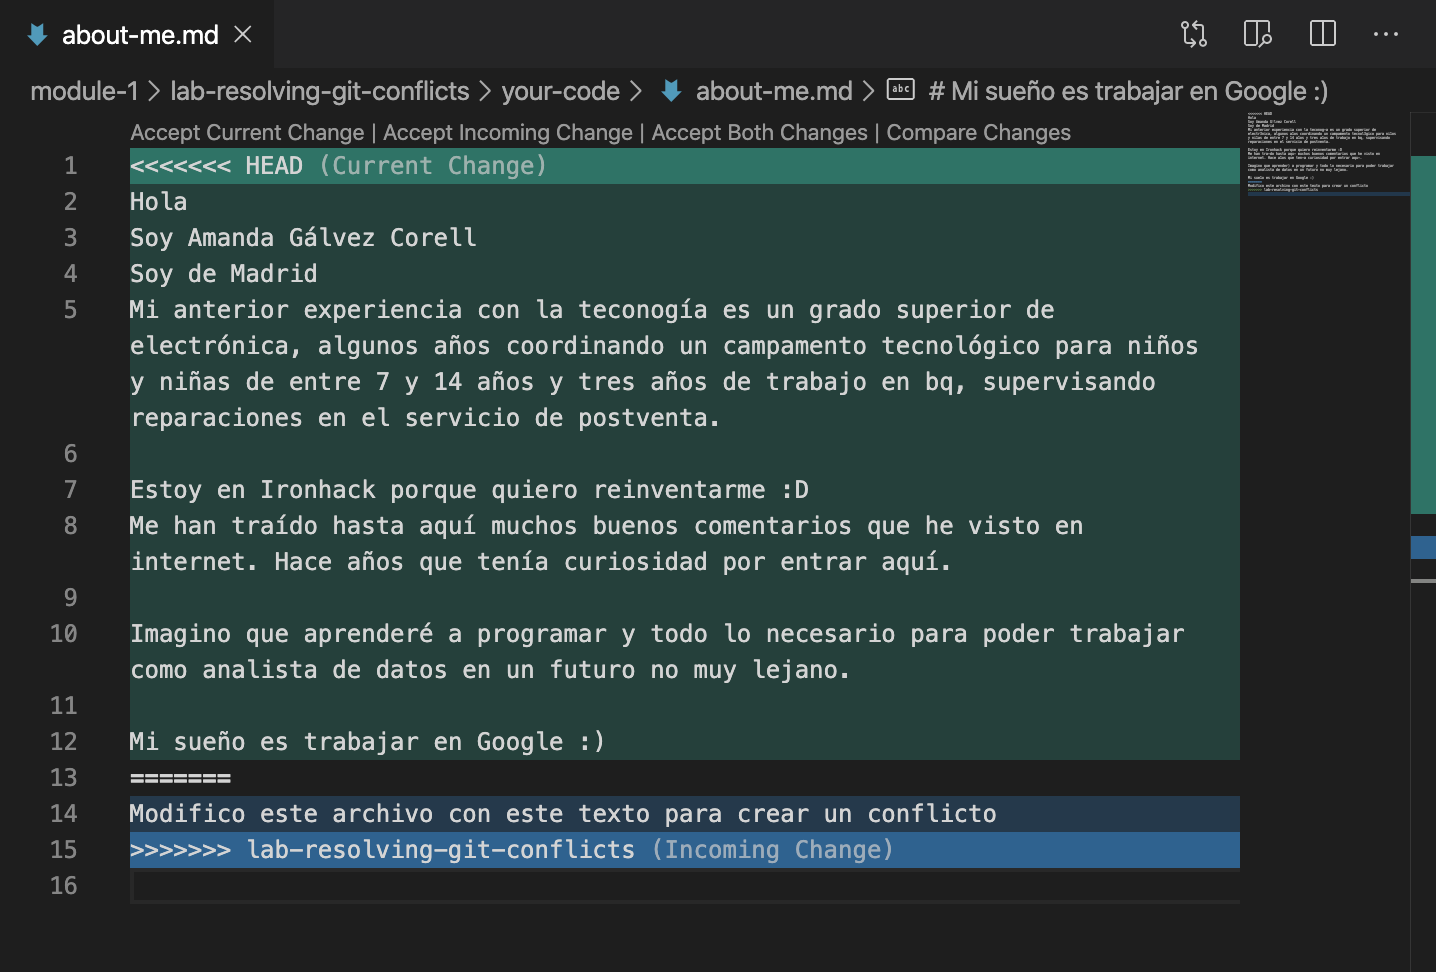 about-me.md
module-1 > lab-resolving-git-conflicts > your-code > about-me.md > abc # Mi sueño es trabajar en Google :)
Accept Current Change | Accept Incoming Change | Accept Both Changes | Compare Changes
1 <<<<<<< HEAD (Current Change)
2 Hola
3 Soy Amanda Gálvez Corell
4 Soy de Madrid
5 Mi anterior experiencia con la teconogía es un grado superior de
electrónica, algunos años coordinando un campamento tecnológico para niños
y niñas de entre 7 y 14 años y tres años de trabajo en bq, supervisando
reparaciones en el servicio de postventa.
6
7 Estoy en Ironhack porque quiero reinventarme :D
8 Me han traído hasta aquí muchos buenos comentarios que he visto en
internet. Hace años que tenía curiosidad por entrar aquí.
9
10 Imagino que aprenderé a programar y todo lo necesario para poder trabajar
como analista de datos en un futuro no muy lejano.
11
12 Mi sueño es trabajar en Google :)
13 =======
14 Modifico este archivo con este texto para crear un conflicto
15 >>>>>>> lab-resolving-git-conflicts (Incoming Change)
16